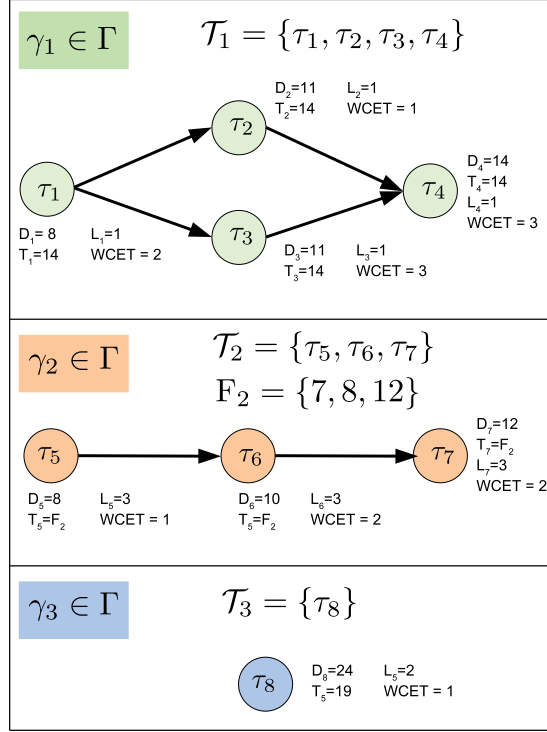 γ₁ ∈ Γ
𝒯₁ = {τ₁, τ₂, τ₃, τ₄}
D₂=11 L₂=1
T₂=14 WCET = 1
τ₂
τ₁
τ₄
D₄=14
T₄=14
L₄=1
WCET = 3
D₁= 8 L₁=1
T₁=14 WCET = 2
τ₃
D₃=11 L₃=1
T₃=14 WCET = 3
γ₂ ∈ Γ
𝒯₂ = {τ₅, τ₆, τ₇}
F₂ = {7, 8, 12}
τ₅
τ₆
τ₇
D₇=12
T₇=F₂
L₇=3
WCET = 2
D₅=8 L₅=3
T₅=F₂ WCET = 1
D₆=10 L₆=3
T₅=F₂ WCET = 2
γ₃ ∈ Γ
𝒯₃ = {τ₈}
τ₈
D₈=24 L₅=2
T₅=19 WCET = 1